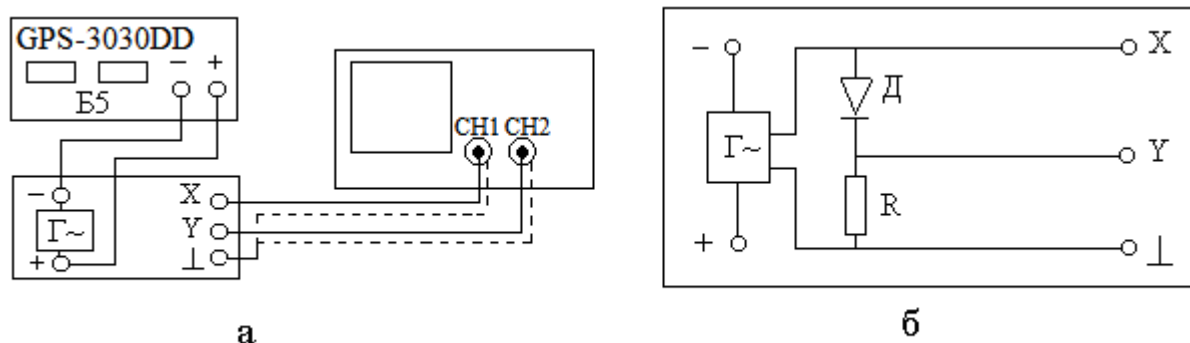 GPS-3030DD
− +
Б5
CH1 CH2
− X
Г~ Y
+ ⊥
а
− X
Д
Г~ Y
R
+ ⊥
б